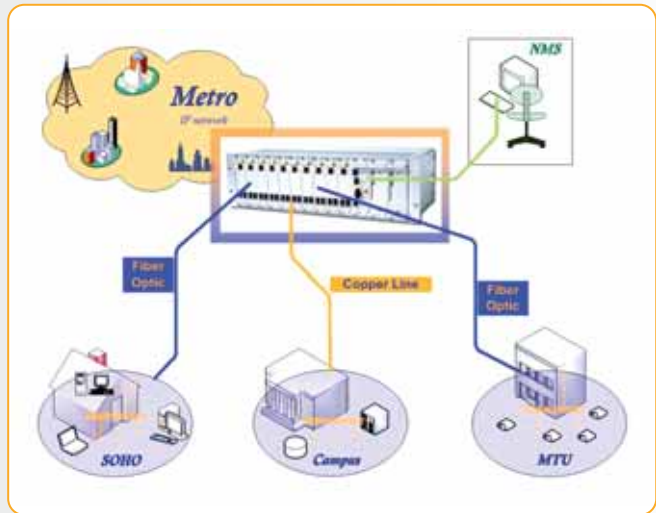 Metro
IP network
NMS
Fiber
Optic
Copper Line
Fiber
Optic
SOHO
Campus
MTU